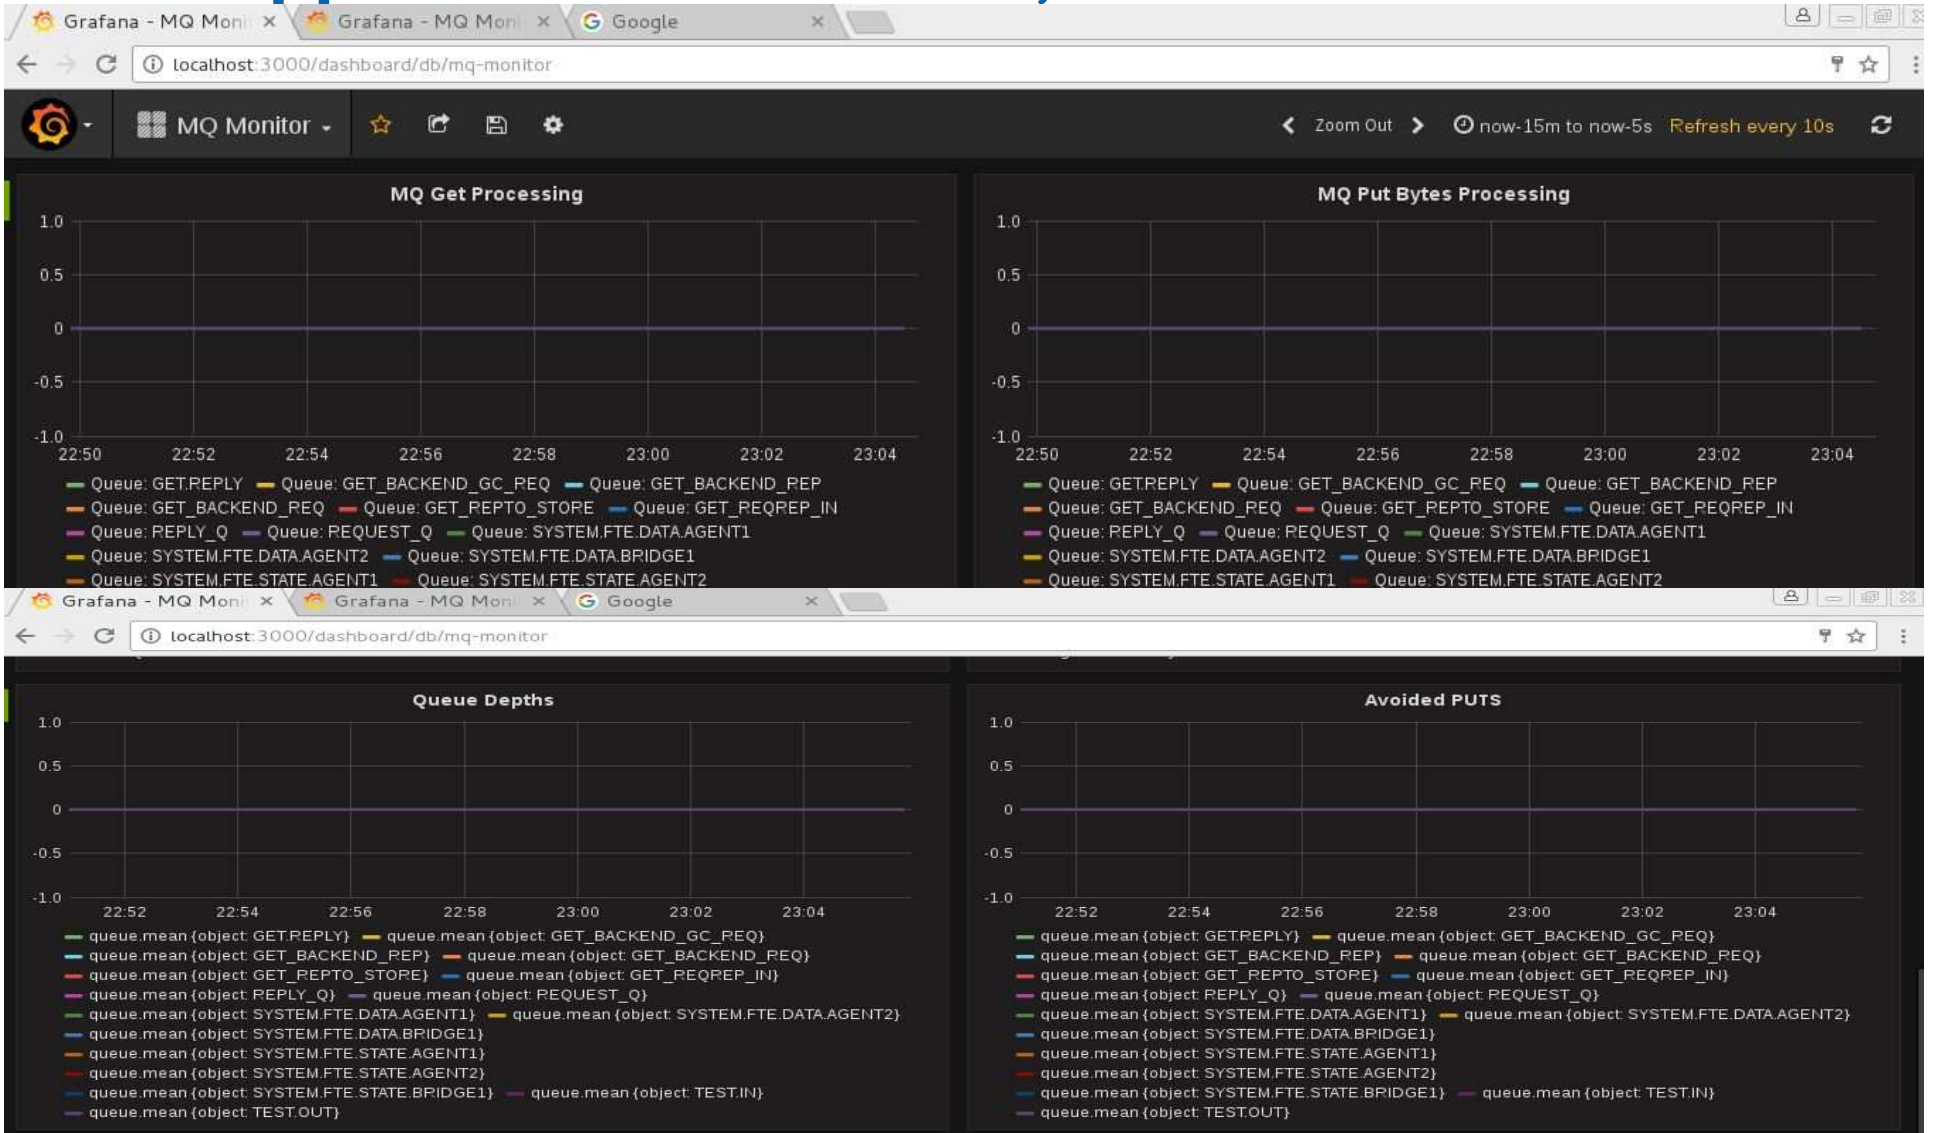 Grafana - MQ Moni × Grafana - MQ Moni × Google ×
localhost:3000/dashboard/db/mq-monitor
MQ Monitor Zoom Out now-15m to now-5s Refresh every 10s
MQ Get Processing
1.0
0.5
0
-0.5
-1.0
22:50 22:52 22:54 22:56 22:58 23:00 23:02 23:04
Queue: GET.REPLY Queue: GET_BACKEND_GC_REQ Queue: GET_BACKEND_REP
Queue: GET_BACKEND_REQ Queue: GET_REPTO_STORE Queue: GET_REQREP_IN
Queue: REPLY_Q Queue: REQUEST_Q Queue: SYSTEM.FTE.DATA.AGENT1
Queue: SYSTEM.FTE.DATA.AGENT2 Queue: SYSTEM.FTE.DATA.BRIDGE1
Queue: SYSTEM.FTE.STATE.AGENT1 Queue: SYSTEM.FTE.STATE.AGENT2
MQ Put Bytes Processing
1.0
0.5
0
-0.5
-1.0
22:50 22:52 22:54 22:56 22:58 23:00 23:02 23:04
Queue: GET.REPLY Queue: GET_BACKEND_GC_REQ Queue: GET_BACKEND_REP
Queue: GET_BACKEND_REQ Queue: GET_REPTO_STORE Queue: GET_REQREP_IN
Queue: REPLY_Q Queue: REQUEST_Q Queue: SYSTEM.FTE.DATA.AGENT1
Queue: SYSTEM.FTE.DATA.AGENT2 Queue: SYSTEM.FTE.DATA.BRIDGE1
Queue: SYSTEM.FTE.STATE.AGENT1 Queue: SYSTEM.FTE.STATE.AGENT2
Grafana - MQ Moni × Grafana - MQ Moni × Google ×
localhost:3000/dashboard/db/mq-monitor
Queue Depths
1.0
0.5
0
-0.5
-1.0
22:52 22:54 22:56 22:58 23:00 23:02 23:04
queue.mean {object: GET.REPLY} queue.mean {object: GET_BACKEND_GC_REQ}
queue.mean {object: GET_BACKEND_REP} queue.mean {object: GET_BACKEND_REQ}
queue.mean {object: GET_REPTO_STORE} queue.mean {object: GET_REQREP_IN}
queue.mean {object: REPLY_Q} queue.mean {object: REQUEST_Q}
queue.mean {object: SYSTEM.FTE.DATA.AGENT1} queue.mean {object: SYSTEM.FTE.DATA.AGENT2}
queue.mean {object: SYSTEM.FTE.DATA.BRIDGE1}
queue.mean {object: SYSTEM.FTE.STATE.AGENT1}
queue.mean {object: SYSTEM.FTE.STATE.AGENT2}
queue.mean {object: SYSTEM.FTE.STATE.BRIDGE1} queue.mean {object: TEST.IN}
queue.mean {object: TEST.OUT}
Avoided PUTS
1.0
0.5
0
-0.5
-1.0
22:52 22:54 22:56 22:58 23:00 23:02 23:04
queue.mean {object: GET.REPLY} queue.mean {object: GET_BACKEND_GC_REQ}
queue.mean {object: GET_BACKEND_REP} queue.mean {object: GET_BACKEND_REQ}
queue.mean {object: GET_REPTO_STORE} queue.mean {object: GET_REQREP_IN}
queue.mean {object: REPLY_Q} queue.mean {object: REQUEST_Q}
queue.mean {object: SYSTEM.FTE.DATA.AGENT1} queue.mean {object: SYSTEM.FTE.DATA.AGENT2}
queue.mean {object: SYSTEM.FTE.DATA.BRIDGE1}
queue.mean {object: SYSTEM.FTE.STATE.AGENT1}
queue.mean {object: SYSTEM.FTE.STATE.AGENT2}
queue.mean {object: SYSTEM.FTE.STATE.BRIDGE1} queue.mean {object: TEST.IN}
queue.mean {object: TEST.OUT}